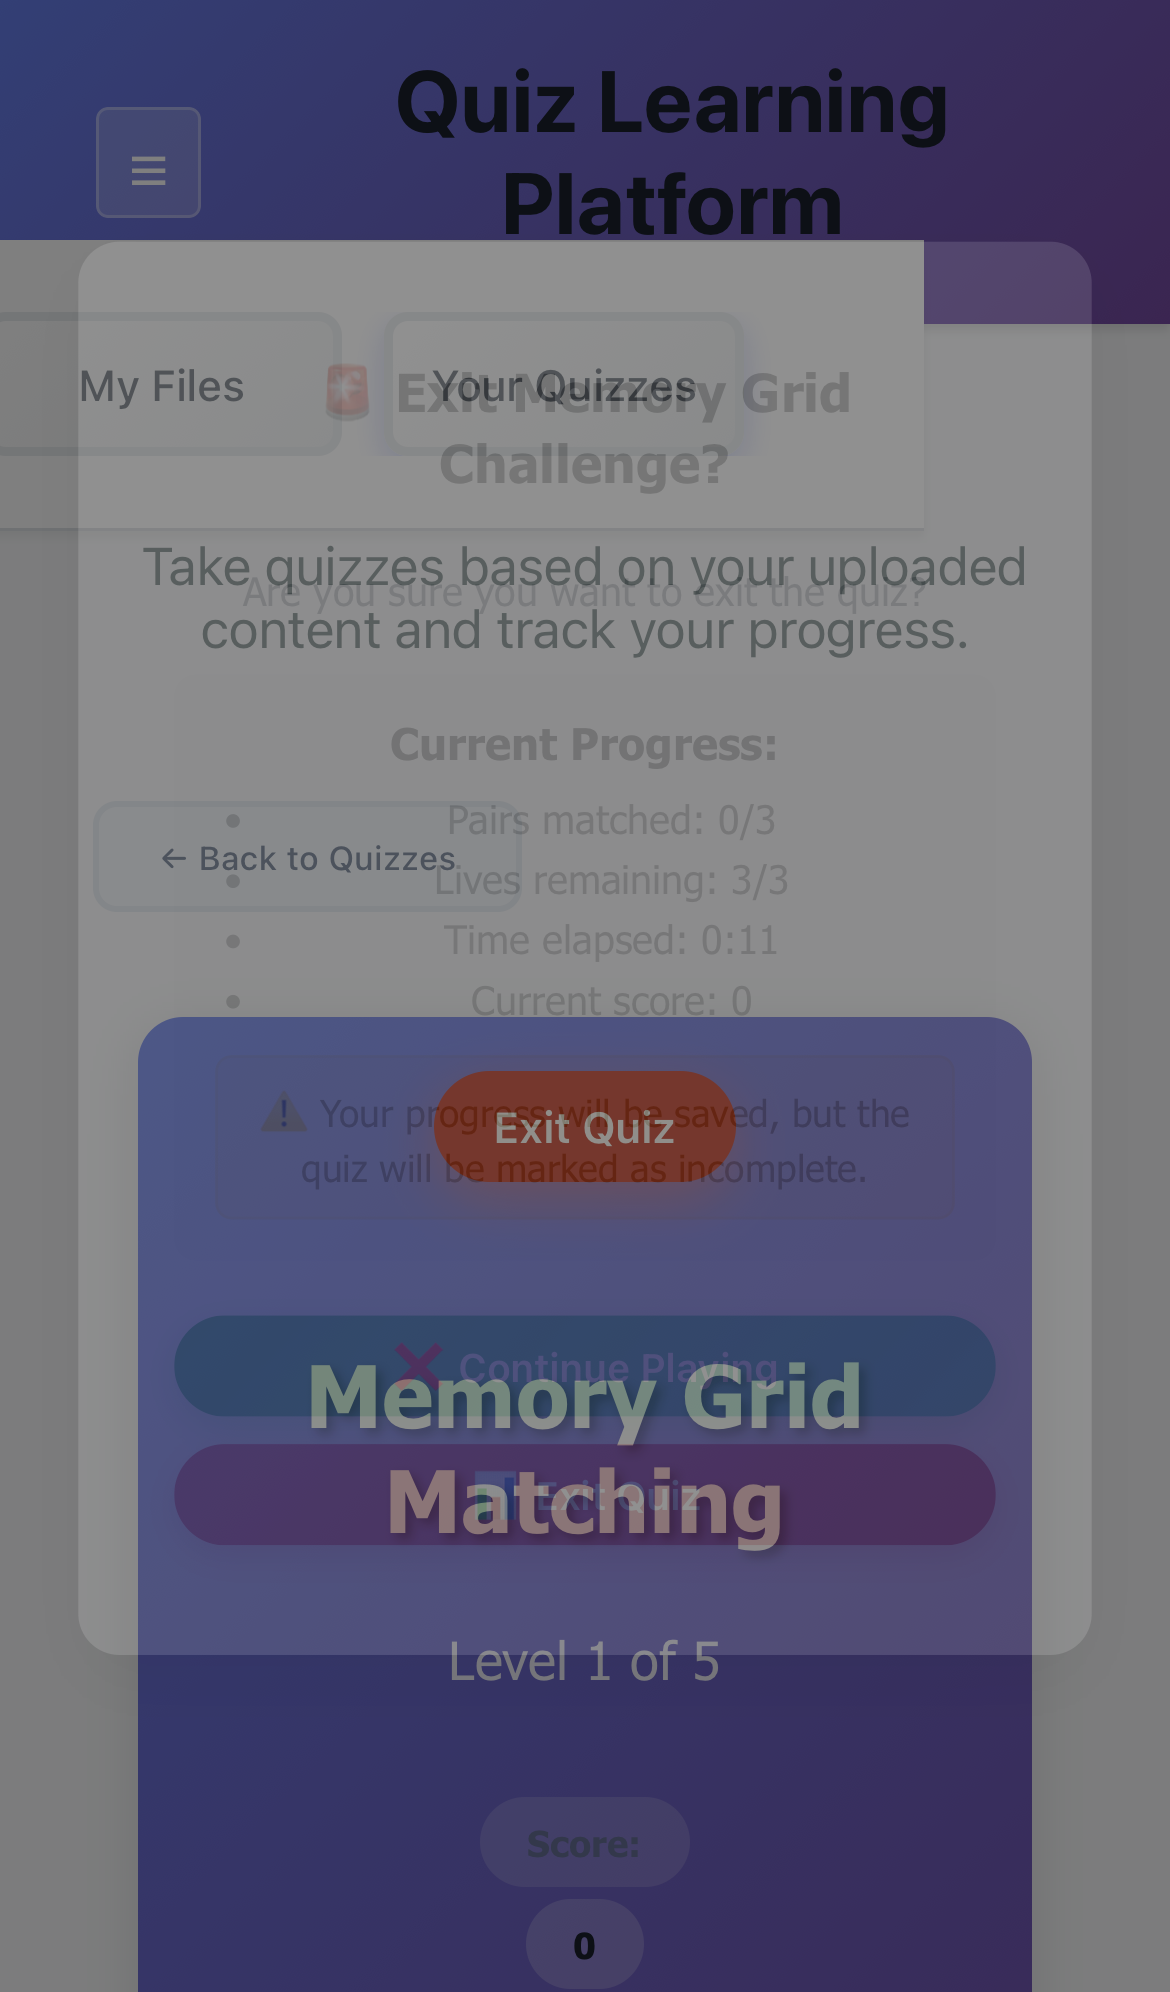 Quiz Learning
Platform
☰
My Files
Your Quizzes
🚨 Exit Memory Grid
Challenge?
Take quizzes based on your uploaded
content and track your progress.
Are you sure you want to exit the quiz?
Current Progress:
• Pairs matched: 0/3
← Back to Quizzes
• Lives remaining: 3/3
• Time elapsed: 0:11
• Current score: 0
⚠️ Your progress will be saved, but the
quiz will be marked as incomplete.
Exit Quiz
❌ Continue Playing
Memory Grid
Matching
📊 Exit Quiz
Level 1 of 5
Score:
0